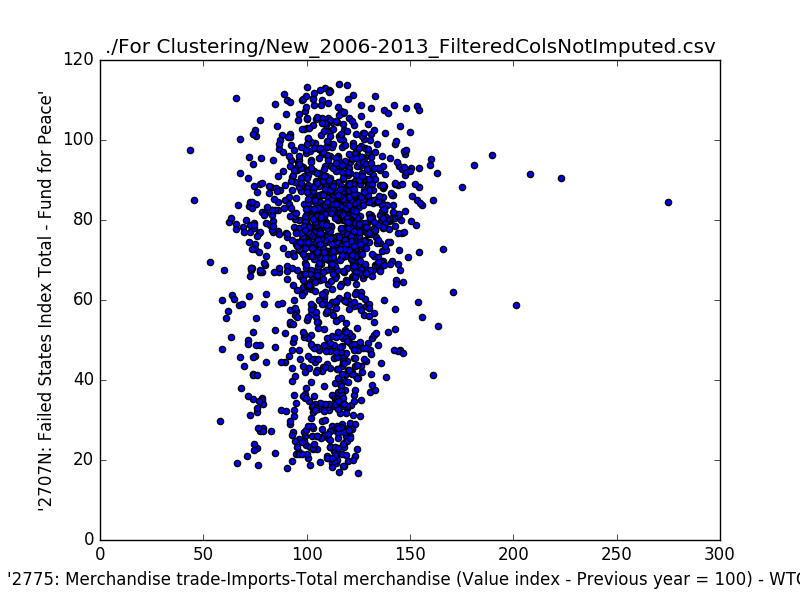 ./For Clustering/New_2006-2013_FilteredColsNotImputed.csv
120
100
80
60
40
20
0
'2707N: Failed States Index Total - Fund for Peace'
0 50 100 150 200 250 300
'2775: Merchandise trade-Imports-Total merchandise (Value index - Previous year = 100) - WTO